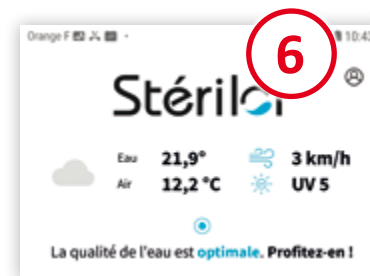 Orange F
10:43
6
Stérilor
Eau 21,9° 3 km/h
Air 12,2 °C UV 5
La qualité de l'eau est optimale. Profitez-en !